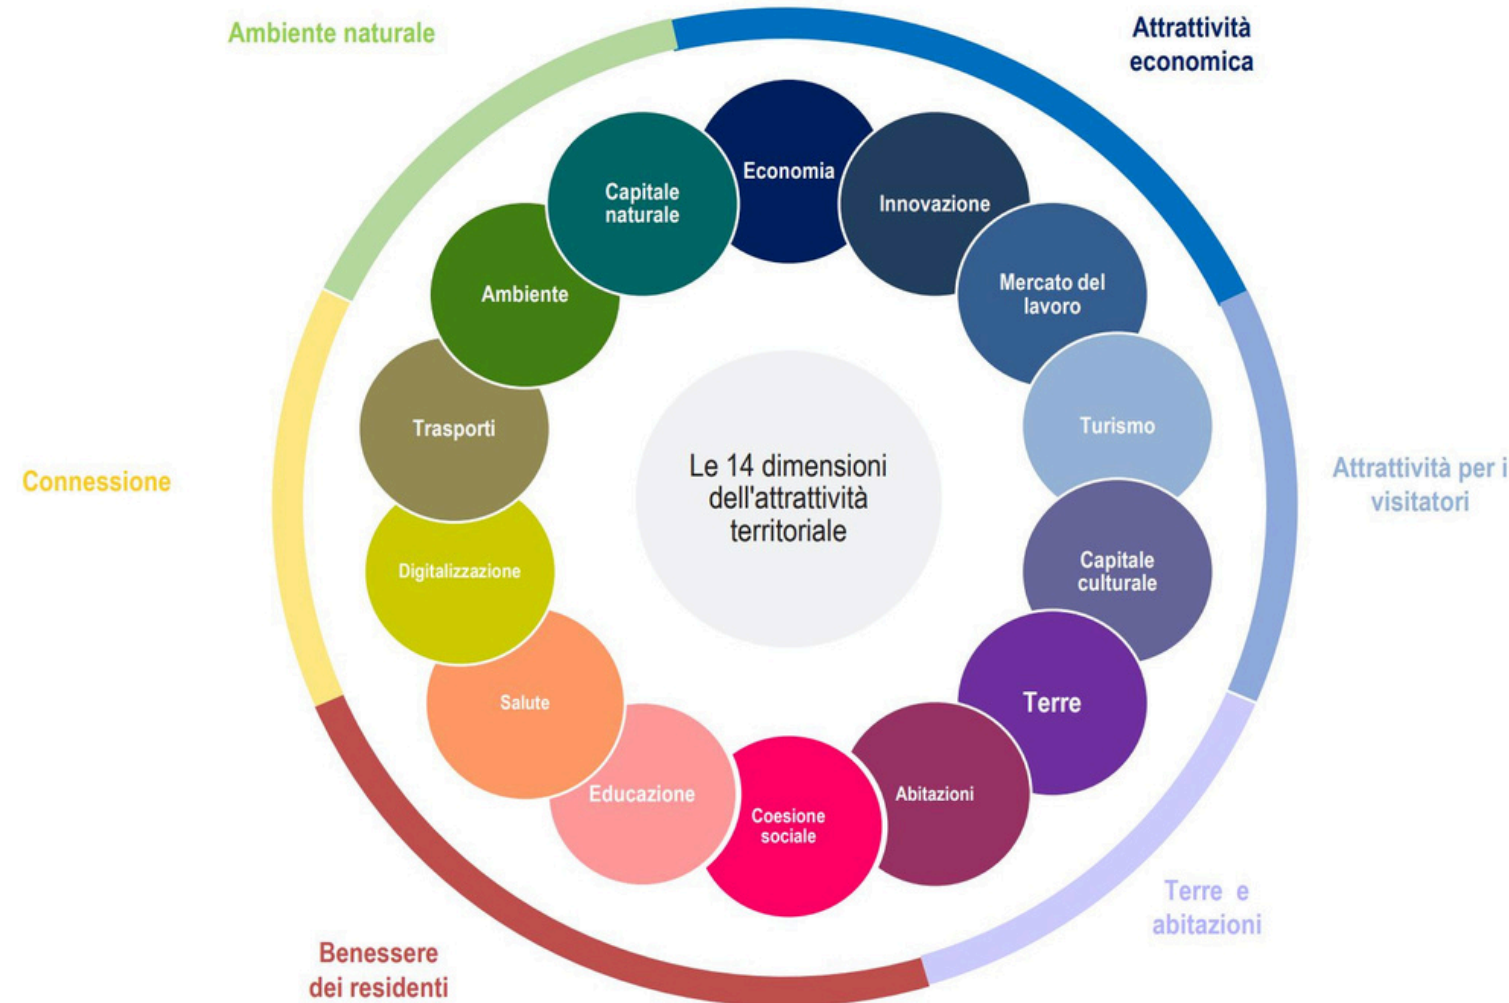 Ambiente naturale
Attrattività
economica
Economia
Capitale
naturale
Innovazione
Ambiente
Mercato del
lavoro
Trasporti
Turismo
Connessione
Le 14 dimensioni
dell'attrattività
territoriale
Attrattività per i
visitatori
Digitalizzazione
Capitale
culturale
Salute
Terre
Educazione
Coesione
sociale
Abitazioni
Terre e
abitazioni
Benessere
dei residenti